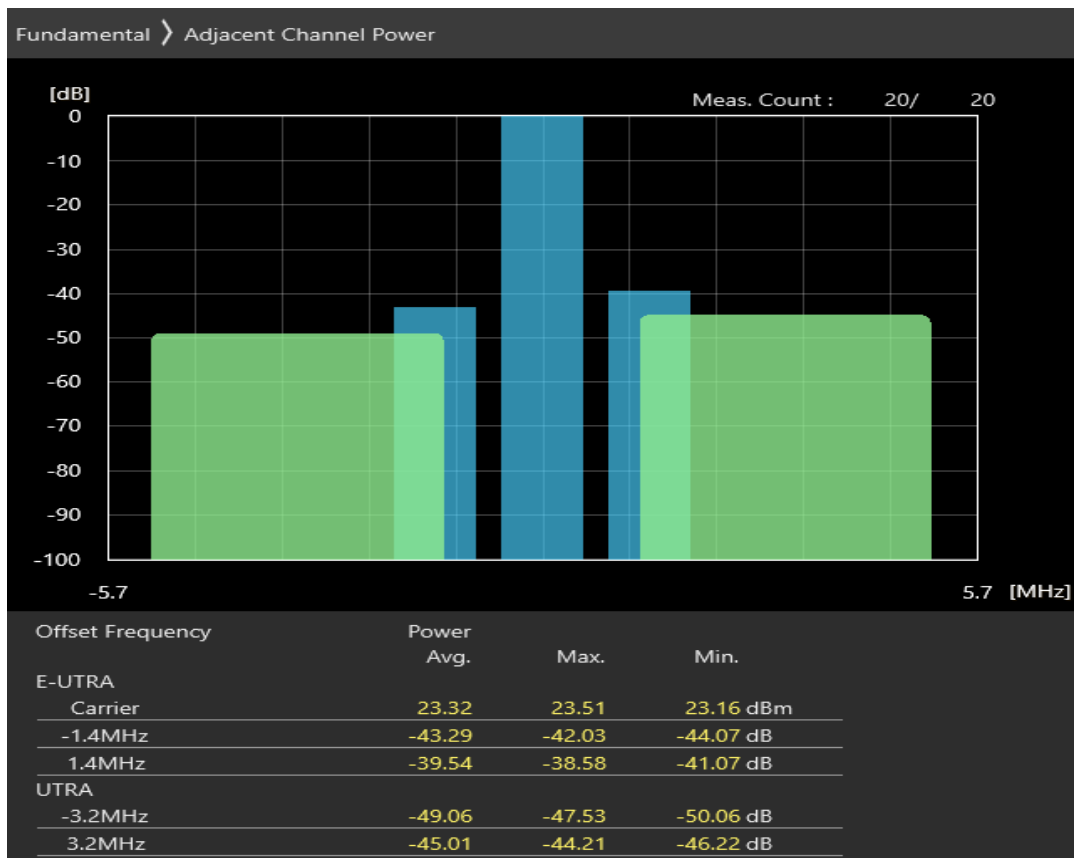 Fundamental 〉 Adjacent Channel Power
[dB]
Meas. Count : 20/ 20
0
-10
-20
-30
-40
-50
-60
-70
-80
-90
-100
-5.7 5.7 [MHz]
Offset Frequency Power
Avg. Max. Min.
E-UTRA
Carrier 23.32 23.51 23.16 dBm
-1.4MHz -43.29 -42.03 -44.07 dB
1.4MHz -39.54 -38.58 -41.07 dB
UTRA
-3.2MHz -49.06 -47.53 -50.06 dB
3.2MHz -45.01 -44.21 -46.22 dB